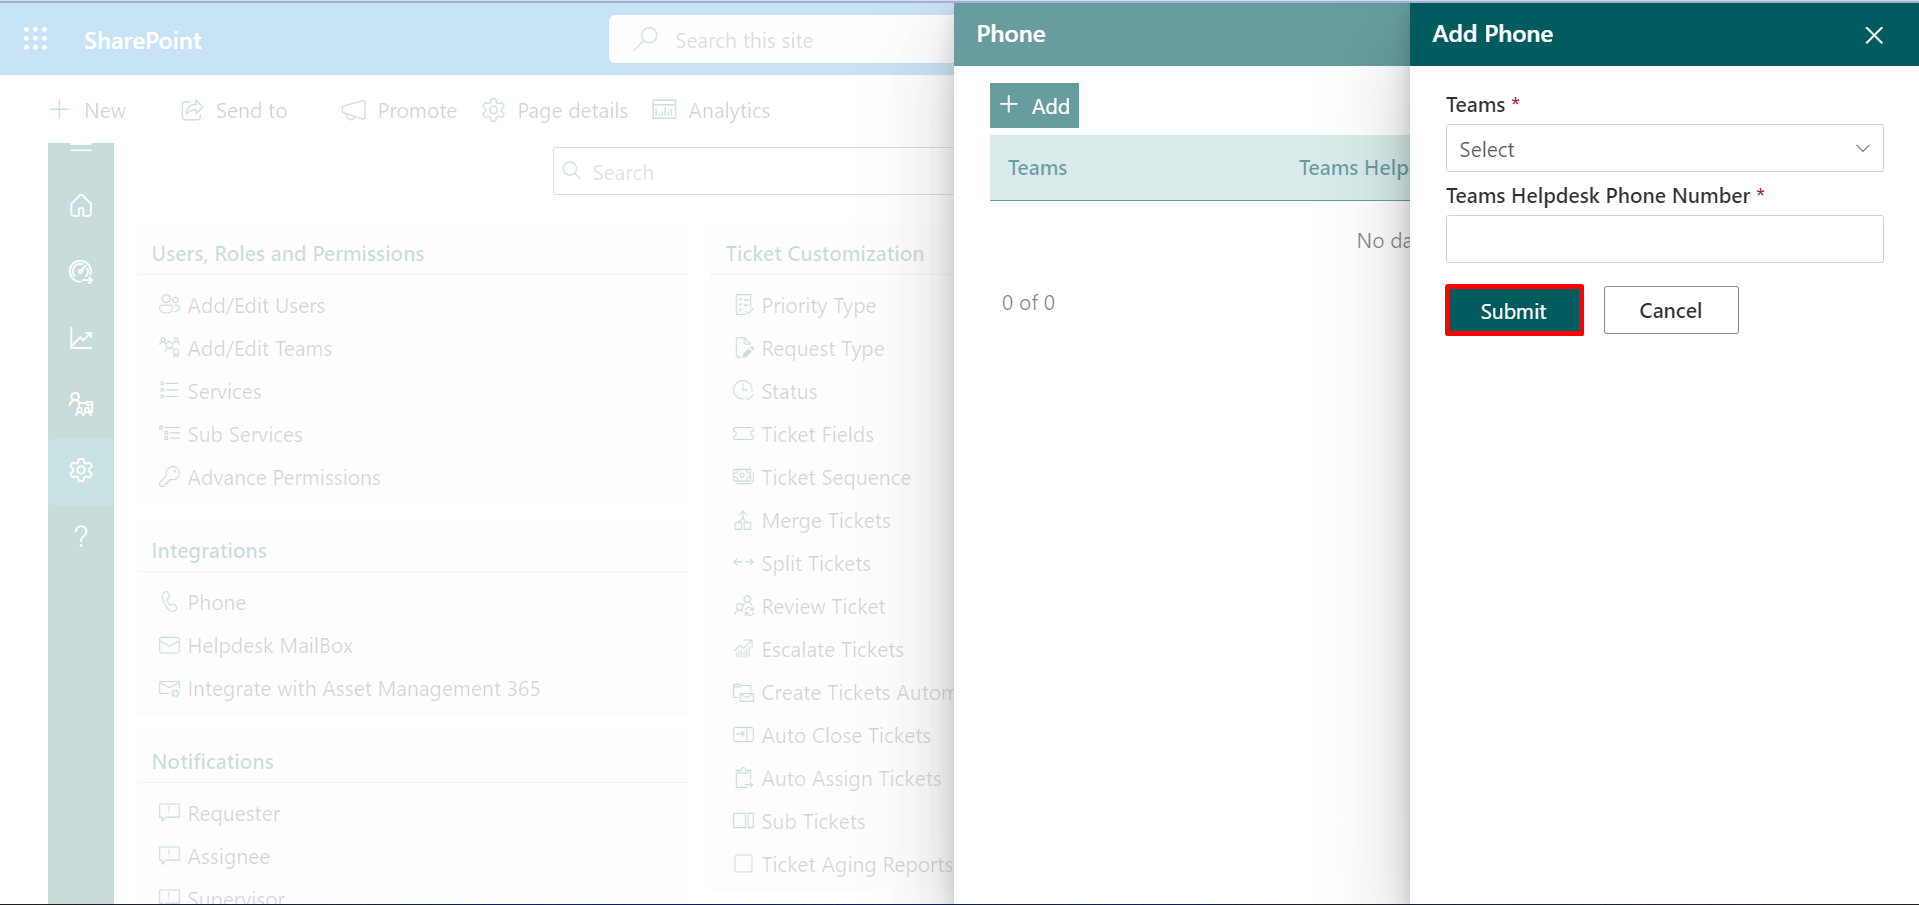 SharePoint
Search this site
New
Send to
Promote
Page details
Analytics
Search
Users, Roles and Permissions
Add/Edit Users
Add/Edit Teams
Services
Sub Services
Advance Permissions
Integrations
Phone
Helpdesk MailBox
Integrate with Asset Management 365
Notifications
Requester
Assignee
Supervisor
Ticket Customization
Priority Type
Request Type
Status
Ticket Fields
Ticket Sequence
Merge Tickets
Split Tickets
Review Ticket
Escalate Tickets
Create Tickets Autom
Auto Close Tickets
Auto Assign Tickets
Sub Tickets
Ticket Aging Reports
Phone
Add
Teams
Teams Help
No da
0 of 0
Add Phone
Teams *
Select
Teams Helpdesk Phone Number *
Submit
Cancel